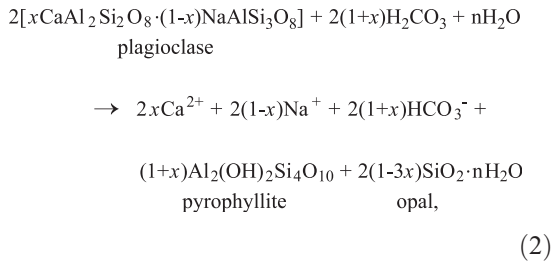 2[xCaAl₂Si₂O₈·(1-x)NaAlSi₃O₈] + 2(1+x)H₂CO₃ + nH₂O
plagioclase
→ 2xCa²⁺ + 2(1-x)Na⁺ + 2(1+x)HCO₃⁻ +
(1+x)Al₂(OH)₂Si₄O₁₀ + 2(1-3x)SiO₂·nH₂O
pyrophyllite opal,
(2)